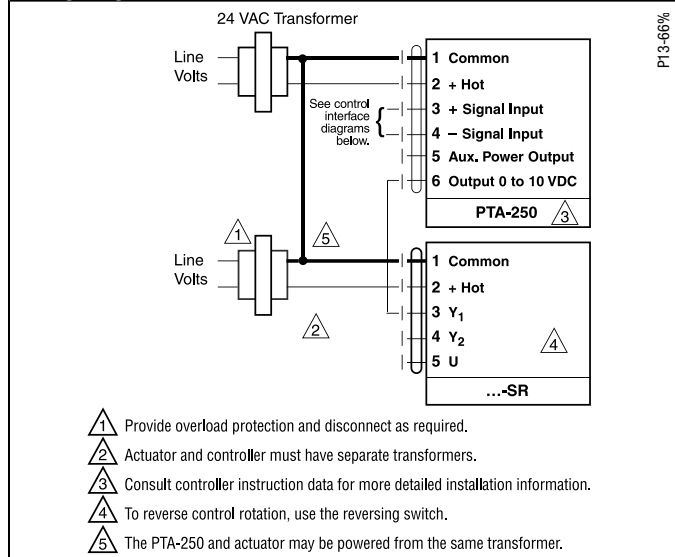 24 VAC Transformer
P13-66%
Line
Volts
1 Common
2 + Hot
See control
interface
diagrams
below.
{
3 + Signal Input
4 – Signal Input
5 Aux. Power Output
6 Output 0 to 10 VDC
PTA-250
3
1
5
Line
Volts
2
1 Common
2 + Hot
3 Y₁
4 Y₂
5 U
4
...-SR
1 Provide overload protection and disconnect as required.
2 Actuator and controller must have separate transformers.
3 Consult controller instruction data for more detailed installation information.
4 To reverse control rotation, use the reversing switch.
5 The PTA-250 and actuator may be powered from the same transformer.